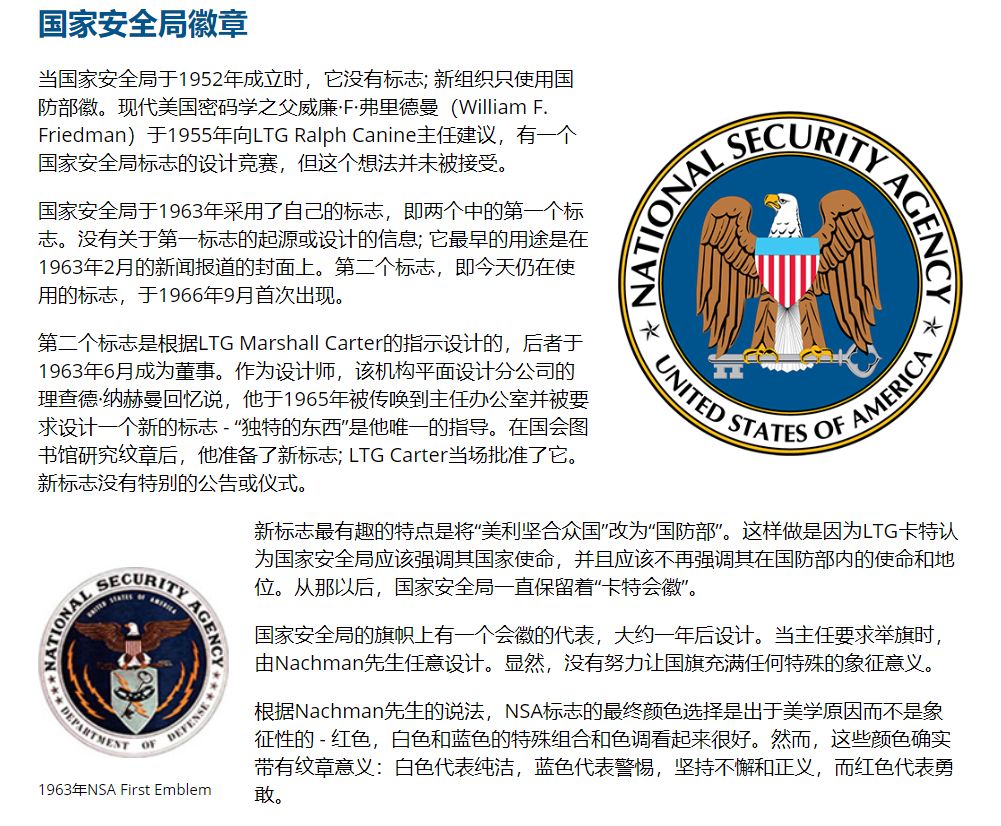 国家安全局徽章
当国家安全局于1952年成立时，它没有标志; 新组织只使用国
防部徽。现代美国密码学之父威廉·F·弗里德曼（William F.
Friedman）于1955年向LTG Ralph Canine主任建议，有一个
国家安全局标志的设计竞赛，但这个想法并未被接受。
国家安全局于1963年采用了自己的标志，即两个中的第一个标
志。没有关于第一标志的起源或设计的信息; 它最早的用途是在
1963年2月的新闻报道的封面上。第二个标志，即今天仍在使
用的标志，于1966年9月首次出现。
第二个标志是根据LTG Marshall Carter的指示设计的，后者于
1963年6月成为董事。作为设计师，该机构平面设计分公司的
理查德·纳赫曼回忆说，他于1965年被传唤到主任办公室并被要
求设计一个新的标志 - “独特的东西”是他唯一的指导。在国会图
书馆研究纹章后，他准备了新标志; LTG Carter当场批准了它。
新标志没有特别的公告或仪式。
NATIONAL SECURITY AGENCY
UNITED STATES OF AMERICA
新标志最有趣的特点是将“美利坚合众国”改为“国防部”。这样做是因为LTG卡特认
为国家安全局应该强调其国家使命，并且应该不再强调其在国防部内的使命和地
位。从那以后，国家安全局一直保留着“卡特会徽”。
国家安全局的旗帜上有一个会徽的代表，大约一年后设计。当主任要求举旗时，
由Nachman先生任意设计。显然，没有努力让国旗充满任何特殊的象征意义。
根据Nachman先生的说法，NSA标志的最终颜色选择是出于美学原因而不是象
征性的 - 红色，白色和蓝色的特殊组合和色调看起来很好。然而，这些颜色确实
带有纹章意义：白色代表纯洁，蓝色代表警惕，坚持不懈和正义，而红色代表勇
敢。
NATIONAL SECURITY AGENCY
UNITED STATES OF AMERICA
DEPARTMENT OF DEFENSE
1963年NSA First Emblem